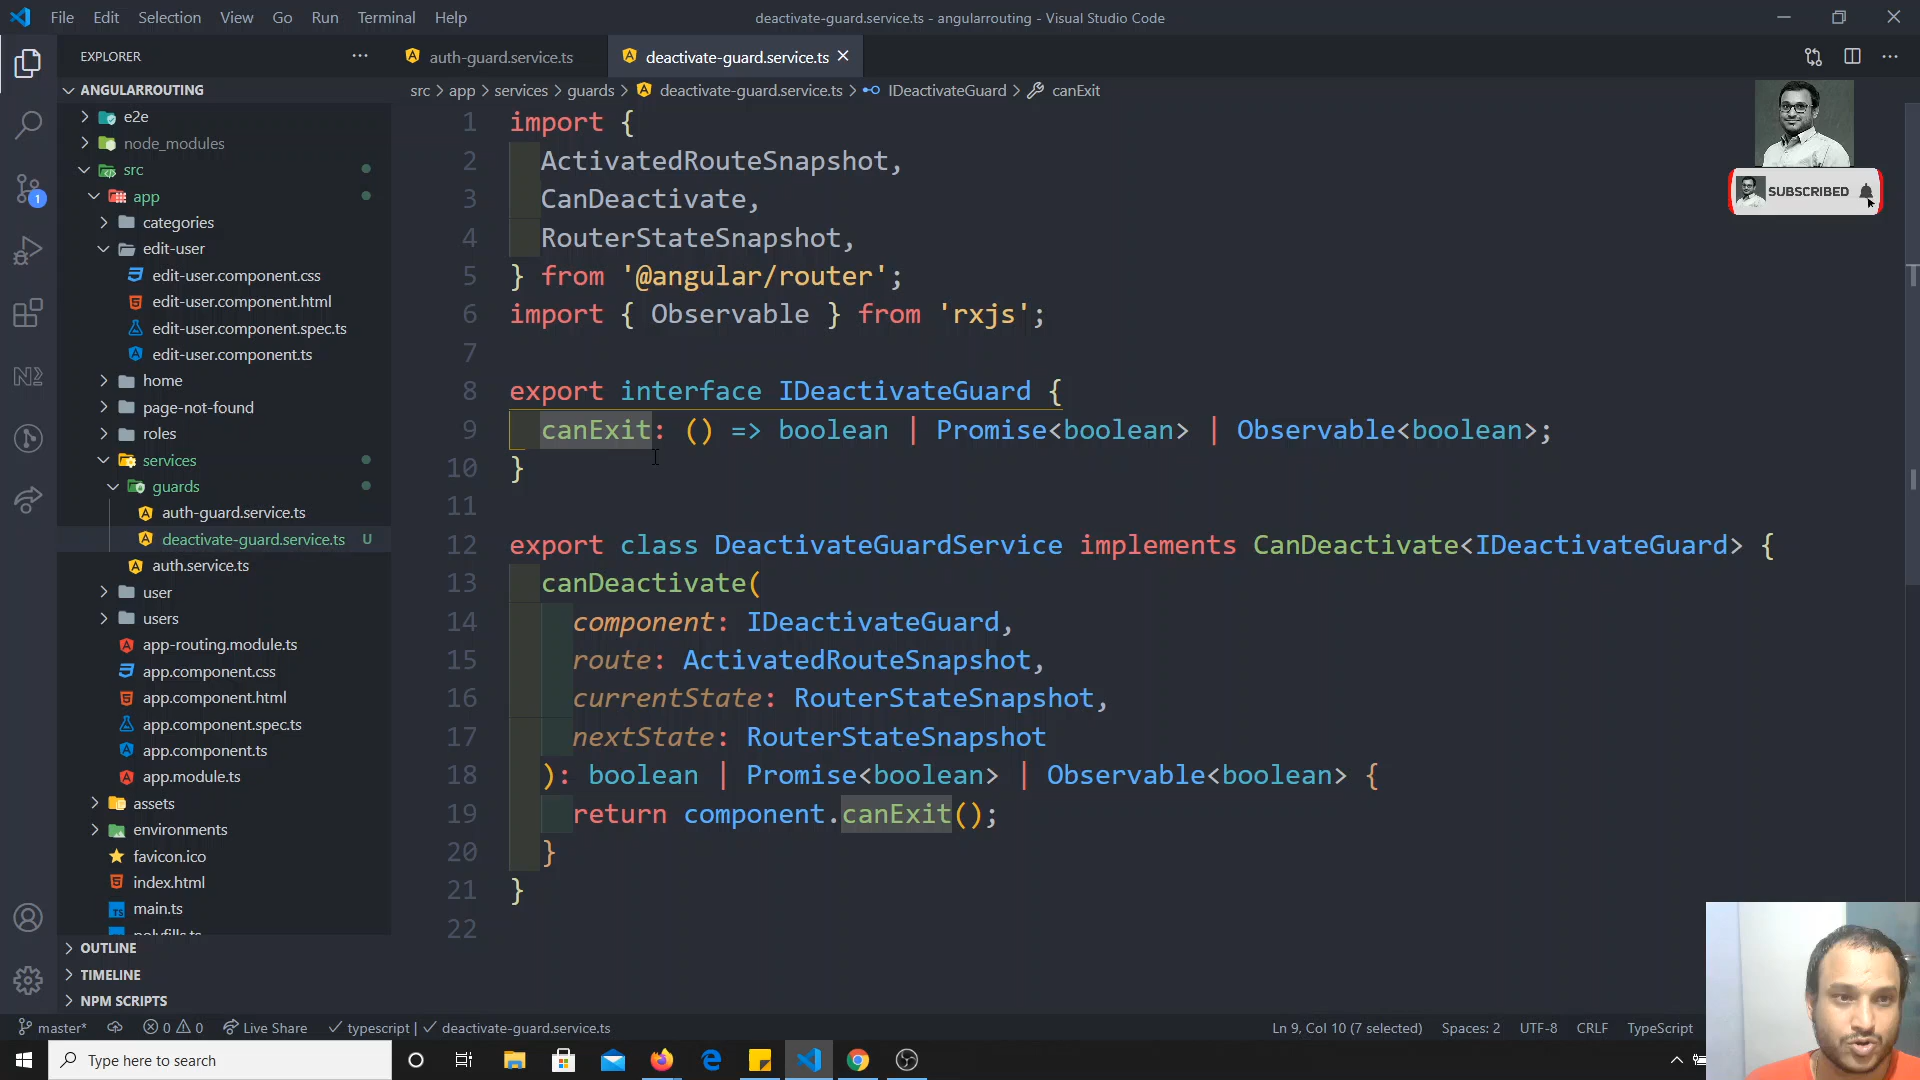 File Edit Selection View Go Run Terminal Help
deactivate-guard.service.ts - angularrouting - Visual Studio Code
EXPLORER
auth-guard.service.ts
deactivate-guard.service.ts
ANGULARROUTING
src > app > services > guards > deactivate-guard.service.ts > IDeactivateGuard > canExit
e2e
node_modules
src
app
categories
edit-user
edit-user.component.css
edit-user.component.html
edit-user.component.spec.ts
edit-user.component.ts
home
page-not-found
roles
services
guards
auth-guard.service.ts
deactivate-guard.service.ts U
auth.service.ts
user
users
app-routing.module.ts
app.component.css
app.component.html
app.component.spec.ts
app.component.ts
app.module.ts
assets
environments
favicon.ico
index.html
main.ts
polyfills.ts
OUTLINE
TIMELINE
NPM SCRIPTS
1
1 import {
2 ActivatedRouteSnapshot,
3 CanDeactivate,
4 RouterStateSnapshot,
5 } from '@angular/router';
6 import { Observable } from 'rxjs';
7
8 export interface IDeactivateGuard {
9 canExit: () => boolean | Promise<boolean> | Observable<boolean>;
10 }
11
12 export class DeactivateGuardService implements CanDeactivate<IDeactivateGuard> {
13 canDeactivate(
14 component: IDeactivateGuard,
15 route: ActivatedRouteSnapshot,
16 currentState: RouterStateSnapshot,
17 nextState: RouterStateSnapshot
18 ): boolean | Promise<boolean> | Observable<boolean> {
19 return component.canExit();
20 }
21 }
22
SUBSCRIBED
master* 0 0 Live Share typescript | deactivate-guard.service.ts
Ln 9, Col 10 (7 selected) Spaces: 2 UTF-8 CRLF TypeScript
Type here to search